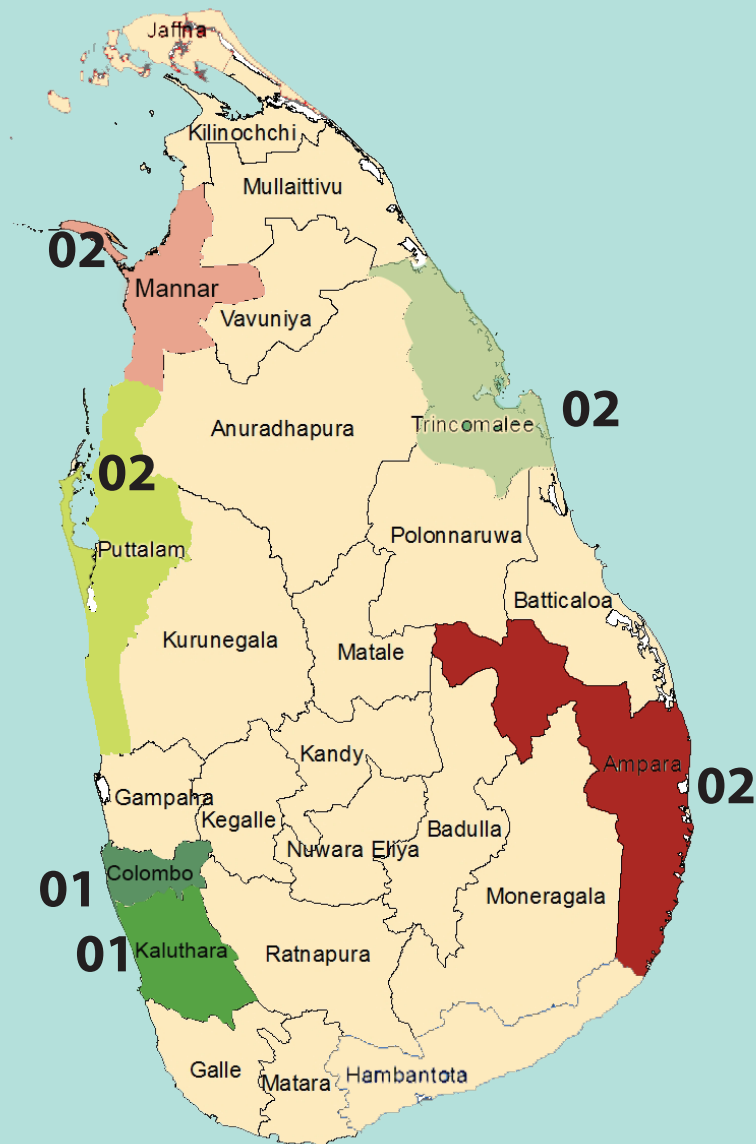 Jaffna
Kilinochchi
Mullaittivu
02
Mannar
Vavuniya
02
Anuradhapura
Trincomalee
02
Puttalam
Polonnaruwa
Batticaloa
Kurunegala
Matale
Kandy
Ampara
02
Gampaha
Kegalle
Badulla
Nuwara Eliya
Colombo
01
Moneragala
01
Kaluthara
Ratnapura
Galle
Matara
Hambantota